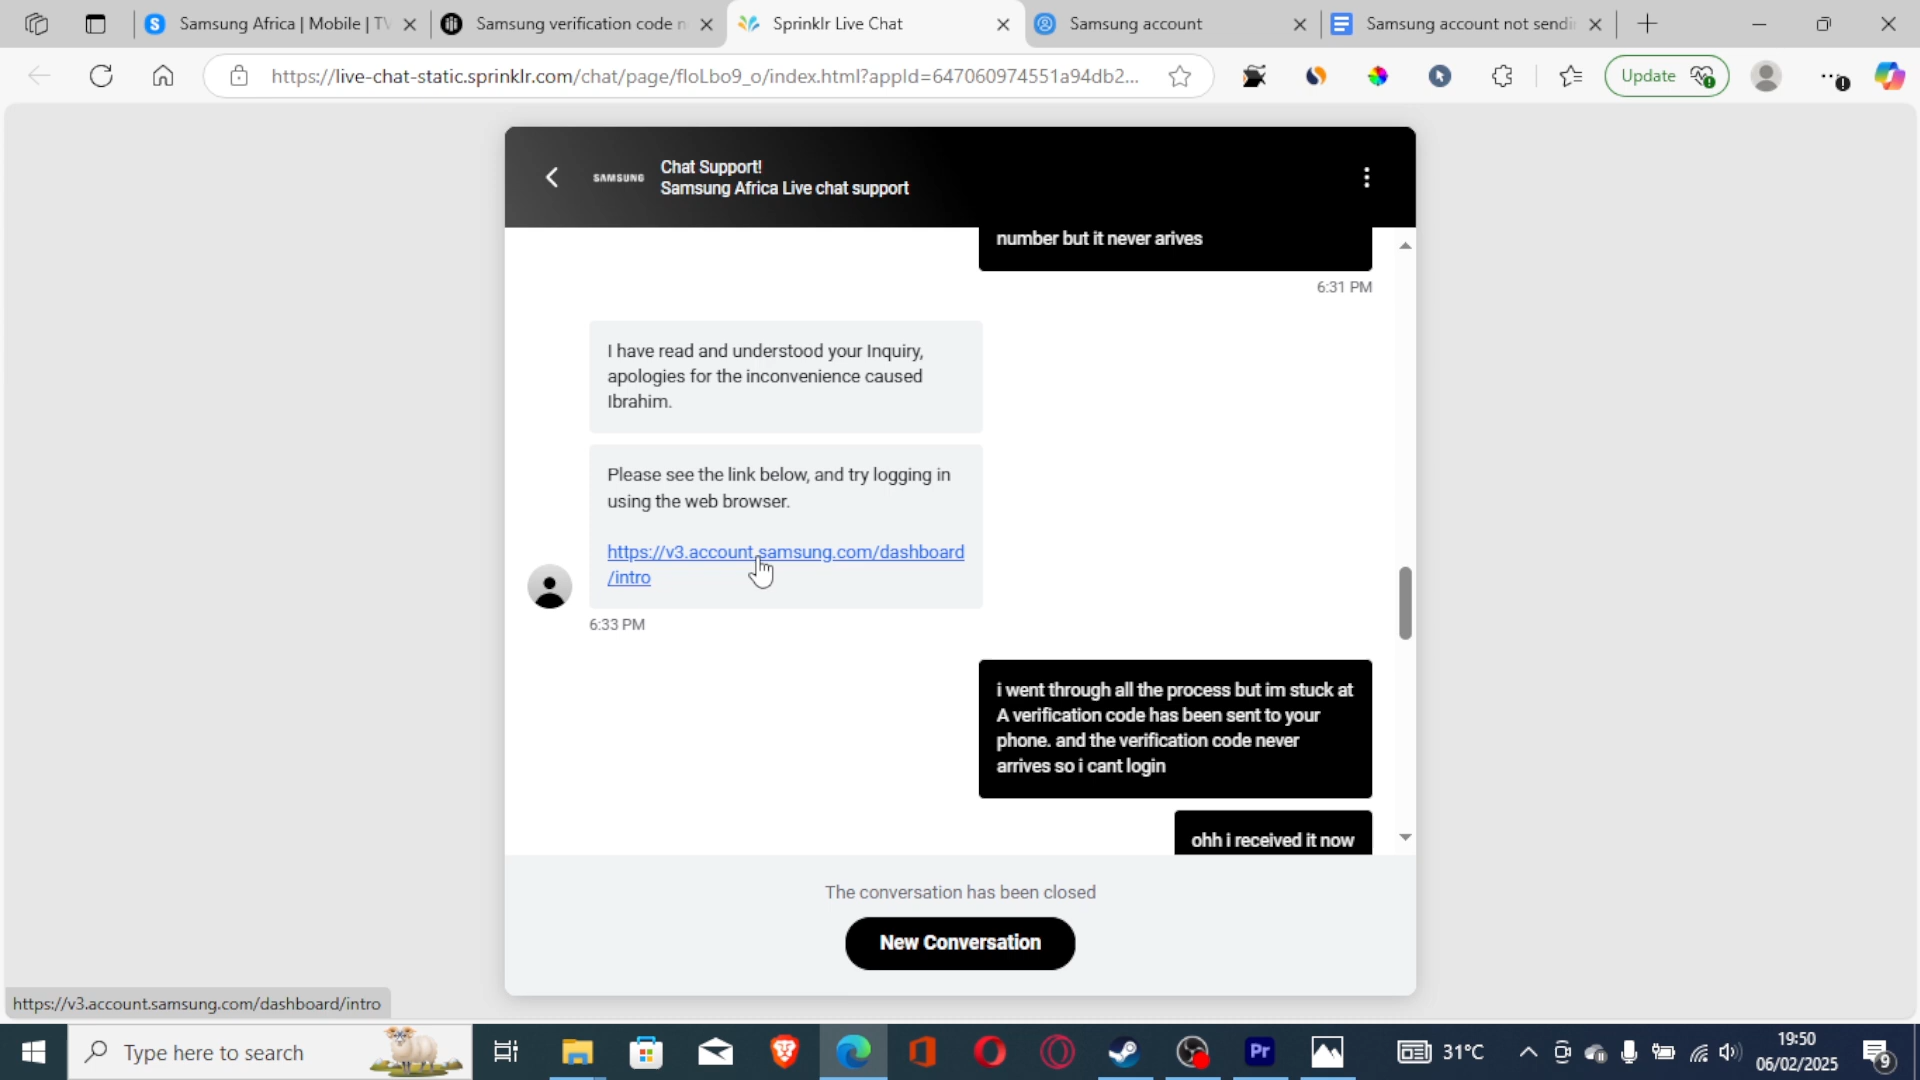 Samsung Africa | Mobile | TV
Samsung verification code n
Sprinklr Live Chat
Samsung account
Samsung account not sendi
https://live-chat-static.sprinklr.com/chat/page/floLbo9_o/index.html?appId=647060974551a94db2...
Update
SAMSUNG
Chat Support!
Samsung Africa Live chat support
number but it never arives
6:31 PM
I have read and understood your Inquiry,
apologies for the inconvenience caused
Ibrahim.
Please see the link below, and try logging in
using the web browser.
https://v3.account.samsung.com/dashboard
/intro
6:33 PM
i went through all the process but im stuck at
A verification code has been sent to your
phone. and the verification code never
arrives so i cant login
ohh i received it now
The conversation has been closed
New Conversation
https://v3.account.samsung.com/dashboard/intro
Type here to search
Pr
31°C
19:50
06/02/2025
9